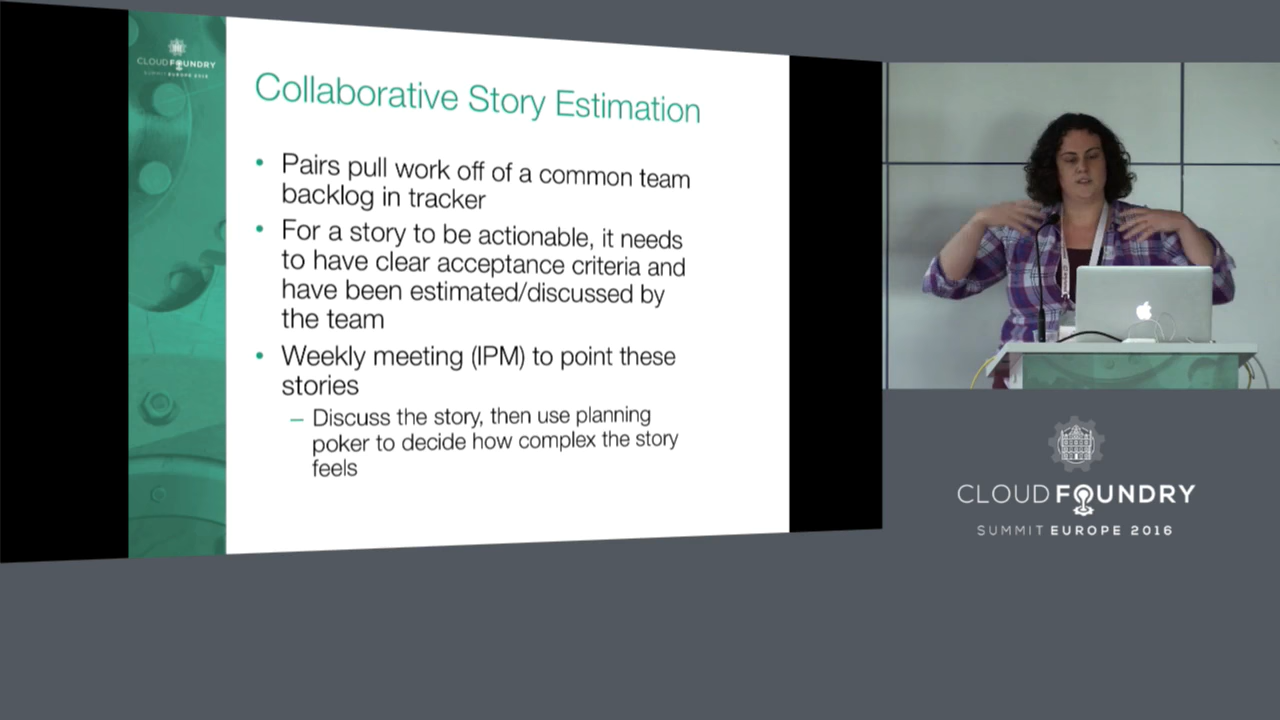 CLOUD FOUNDRY
SUMMIT EUROPE 2016
Collaborative Story Estimation
• Pairs pull work off of a common team
backlog in tracker
• For a story to be actionable, it needs
to have clear acceptance criteria and
have been estimated/discussed by
the team
• Weekly meeting (IPM) to point these
stories
– Discuss the story, then use planning
poker to decide how complex the story
feels
CLOUD FOUNDRY
SUMMIT EUROPE 2016